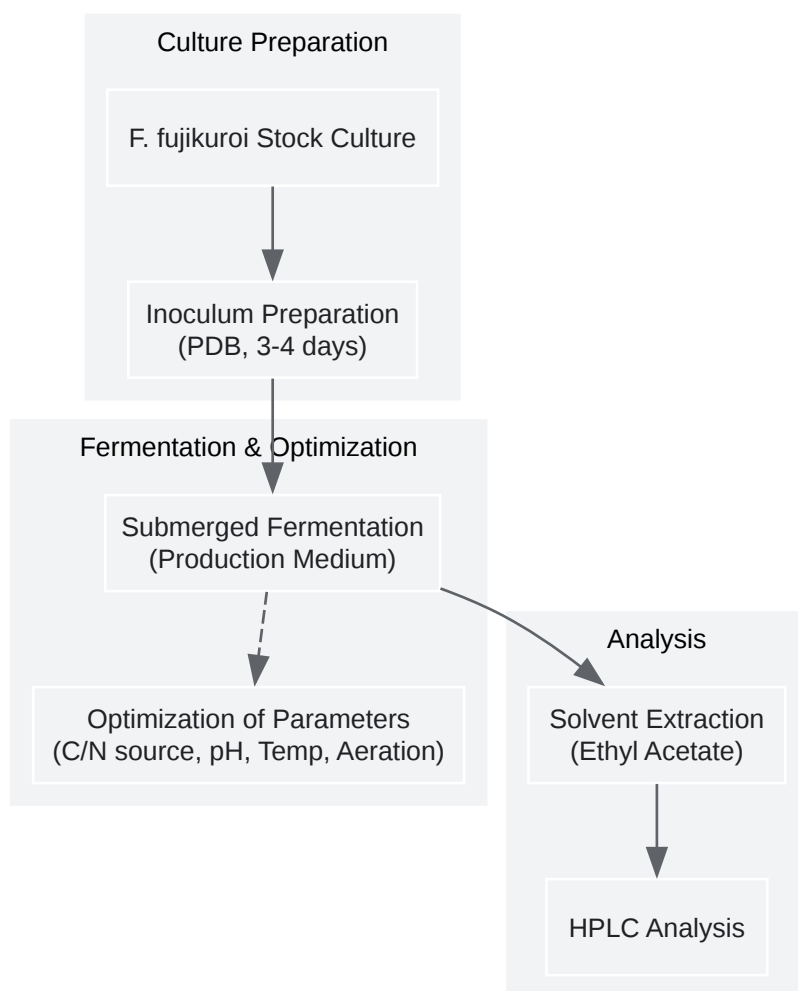 Culture Preparation
F. fujikuroi Stock Culture
Inoculum Preparation
(PDB, 3-4 days)
Fermentation & Optimization
Submerged Fermentation
(Production Medium)
Optimization of Parameters
(C/N source, pH, Temp, Aeration)
Analysis
Solvent Extraction
(Ethyl Acetate)
HPLC Analysis